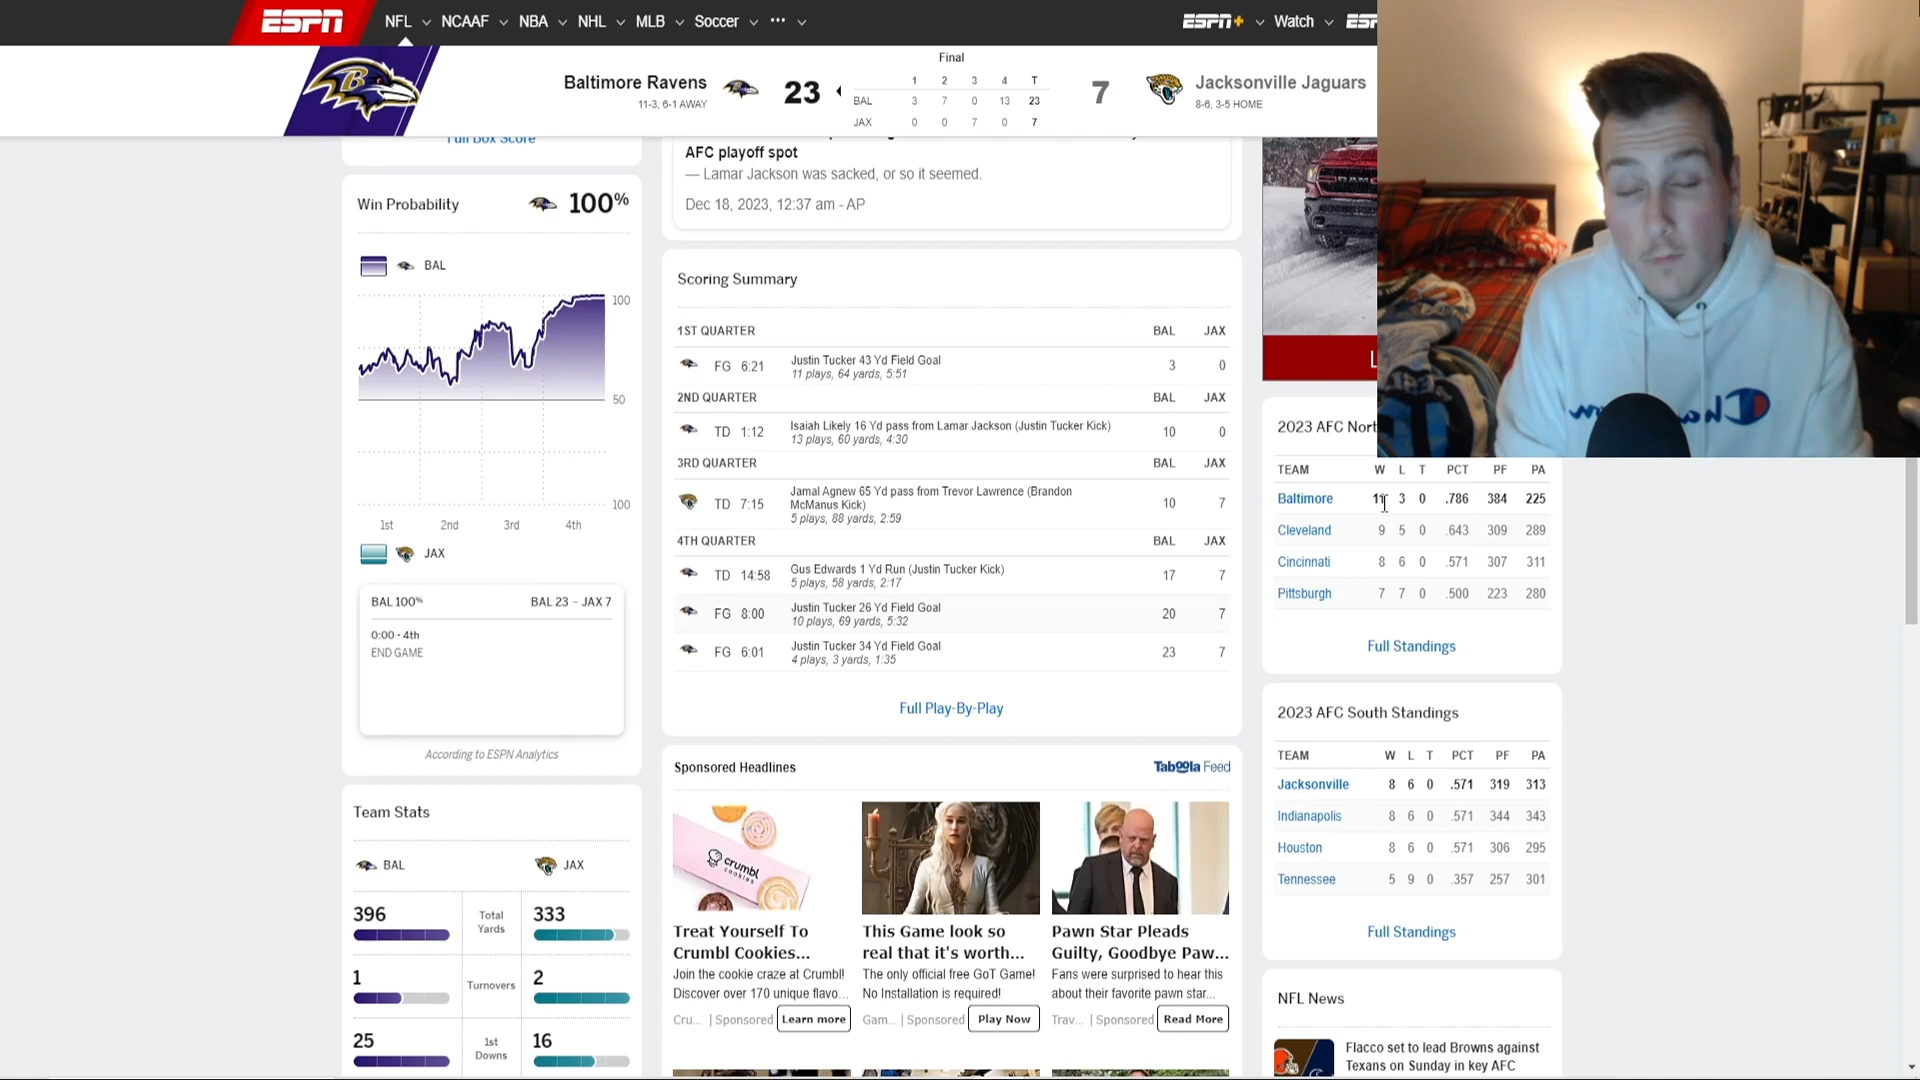 ESPN NFL NCAAF NBA NHL MLB Soccer ••• ESPN+ Watch
Final
Baltimore Ravens
11-3, 6-1 AWAY
23
1 2 3 4 T
BAL 3 7 0 13 23
JAX 0 0 7 0 7
7
Jacksonville Jaguars
8-6, 3-5 HOME
Full Box Score
Win Probability 100%
BAL
100
50
100
1st 2nd 3rd 4th
JAX
BAL 100% BAL 23 - JAX 7
0:00 - 4th
END GAME
According to ESPN Analytics
Team Stats
BAL JAX
396 Total Yards 333
1 Turnovers 2
25 1st Downs 16
AFC playoff spot
— Lamar Jackson was sacked, or so it seemed.
Dec 18, 2023, 12:37 am - AP
Scoring Summary
1ST QUARTER BAL JAX
FG 6:21 Justin Tucker 43 Yd Field Goal 3 0
11 plays, 64 yards, 5:51
2ND QUARTER BAL JAX
TD 1:12 Isaiah Likely 16 Yd pass from Lamar Jackson (Justin Tucker Kick) 10 0
13 plays, 60 yards, 4:30
3RD QUARTER BAL JAX
TD 7:15 Jamal Agnew 65 Yd pass from Trevor Lawrence (Brandon
McManus Kick) 10 7
5 plays, 88 yards, 2:59
4TH QUARTER BAL JAX
TD 14:58 Gus Edwards 1 Yd Run (Justin Tucker Kick) 17 7
5 plays, 58 yards, 2:17
FG 8:00 Justin Tucker 26 Yd Field Goal 20 7
10 plays, 69 yards, 5:32
FG 6:01 Justin Tucker 34 Yd Field Goal 23 7
4 plays, 3 yards, 1:35
Full Play-By-Play
Sponsored Headlines Taboola Feed
crumbl
cookies
Treat Yourself To
Crumbl Cookies...
Join the cookie craze at Crumbl!
Discover over 170 unique flavo...
Cru... | Sponsored Learn more
This Game look so
real that it's worth...
The only official free GoT Game!
No Installation is required!
Gam... | Sponsored Play Now
Pawn Star Pleads
Guilty, Goodbye Paw...
Fans were surprised to hear this
about their favorite pawn star...
Trav... | Sponsored Read More
RAM
Champion
2023 AFC Nort
TEAM W L T PCT PF PA
Baltimore 11 3 0 .786 384 225
Cleveland 9 5 0 .643 309 289
Cincinnati 8 6 0 .571 307 311
Pittsburgh 7 7 0 .500 223 280
Full Standings
2023 AFC South Standings
TEAM W L T PCT PF PA
Jacksonville 8 6 0 .571 319 313
Indianapolis 8 6 0 .571 344 343
Houston 8 6 0 .571 306 295
Tennessee 5 9 0 .357 257 301
Full Standings
NFL News
Flacco set to lead Browns against
Texans on Sunday in key AFC